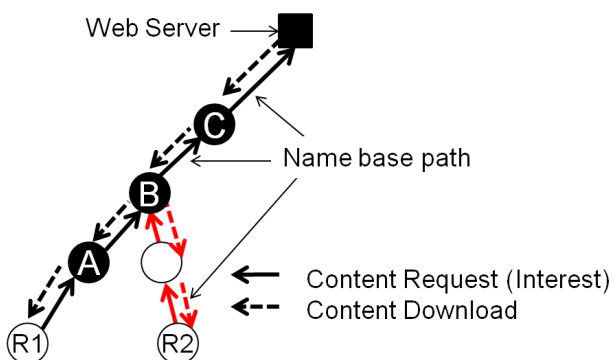 Web Server
C
Name base path
B
A
Content Request (Interest)
Content Download
R1
R2